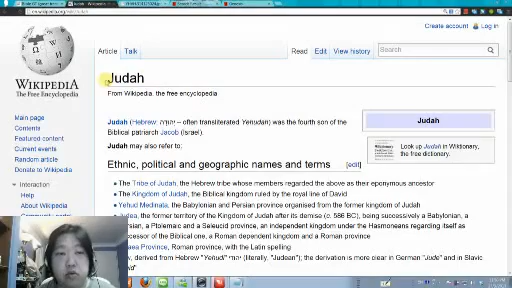 Create account Log in
WIKIPEDIA
The Free Encyclopedia
Article Talk Read Edit View history Search
Judah
From Wikipedia, the free encyclopedia
Main page
Contents
Featured content
Current events
Random article
Donate to Wikipedia
Interaction
Help
About Wikipedia
Judah (Hebrew: יהודה – often transliterated Yehudah) was the fourth son of the
Biblical patriarch Jacob (Israel).
Judah may also refer to:
Judah
Look up Judah in Wiktionary,
the free dictionary.
Ethnic, political and geographic names and terms [edit]
The Tribe of Judah, the Hebrew tribe whose members regarded the above as their eponymous ancestor
The Kingdom of Judah, the Biblical kingdom ruled by the royal line of David
Yehud Medinata, the Babylonian and Persian province organised from the former kingdom of Judah
the former territory of the Kingdom of Judah after its demise (c. 586 BC), being successively a Babylonian, a
a Ptolemaic and a Seleucid province, an independent kingdom under the Hasmoneans regarding itself as
successor of the Biblical one, a Roman dependent kingdom and a Roman province
Province, Roman province, with the Latin spelling
derived from Hebrew "Yehudi" יהודי (literally, "Judean"); the derivation is more clear in German "Jude" and in Slavic